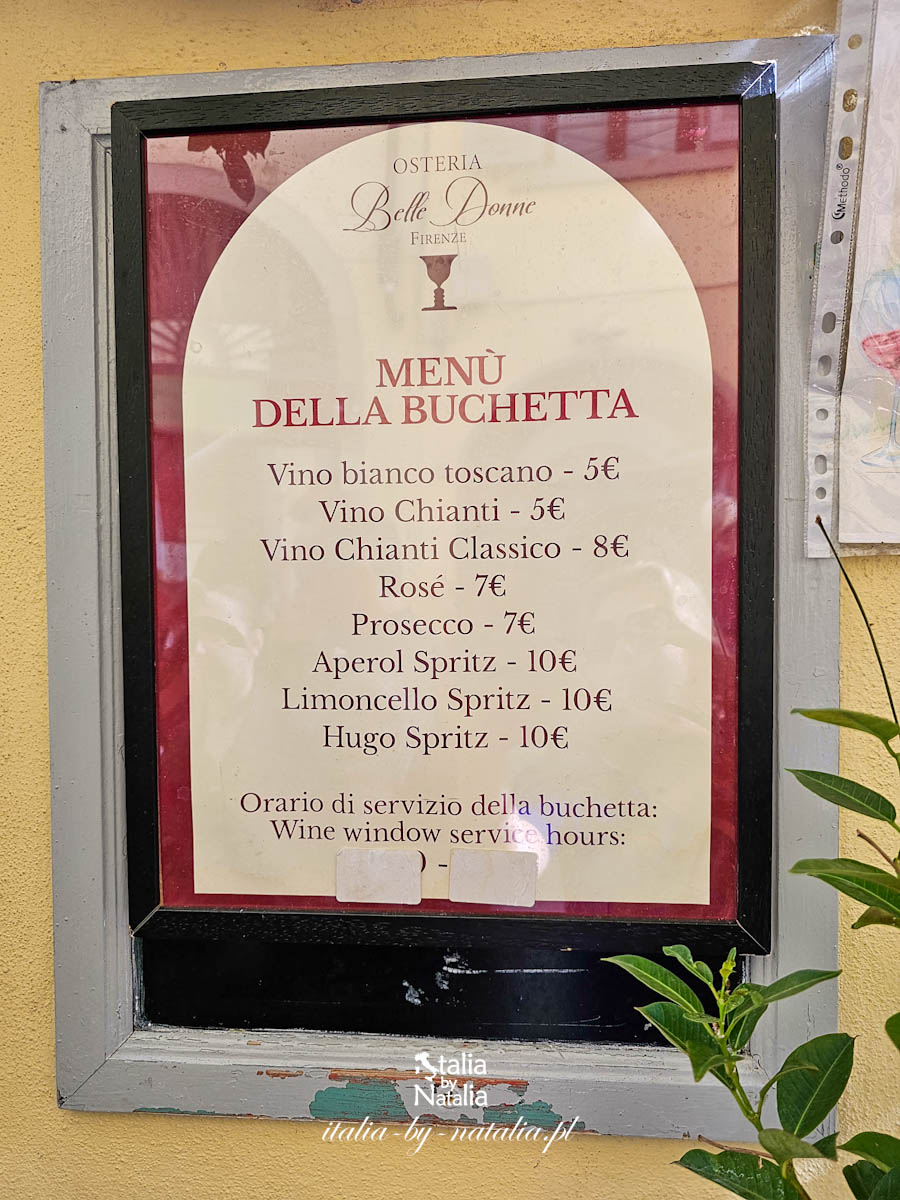 OSTERIA
Belle Donne
FIRENZE
MENÙ
DELLA BUCHETTA
Vino bianco toscano - 5€
Vino Chianti - 5€
Vino Chianti Classico - 8€
Rosé - 7€
Prosecco - 7€
Aperol Spritz - 10€
Limoncello Spritz - 10€
Hugo Spritz - 10€
Orario di servizio della buchetta:
Wine window service hours:
Methodo®
Italia
by
Natalia
italia-by-natalia.pl